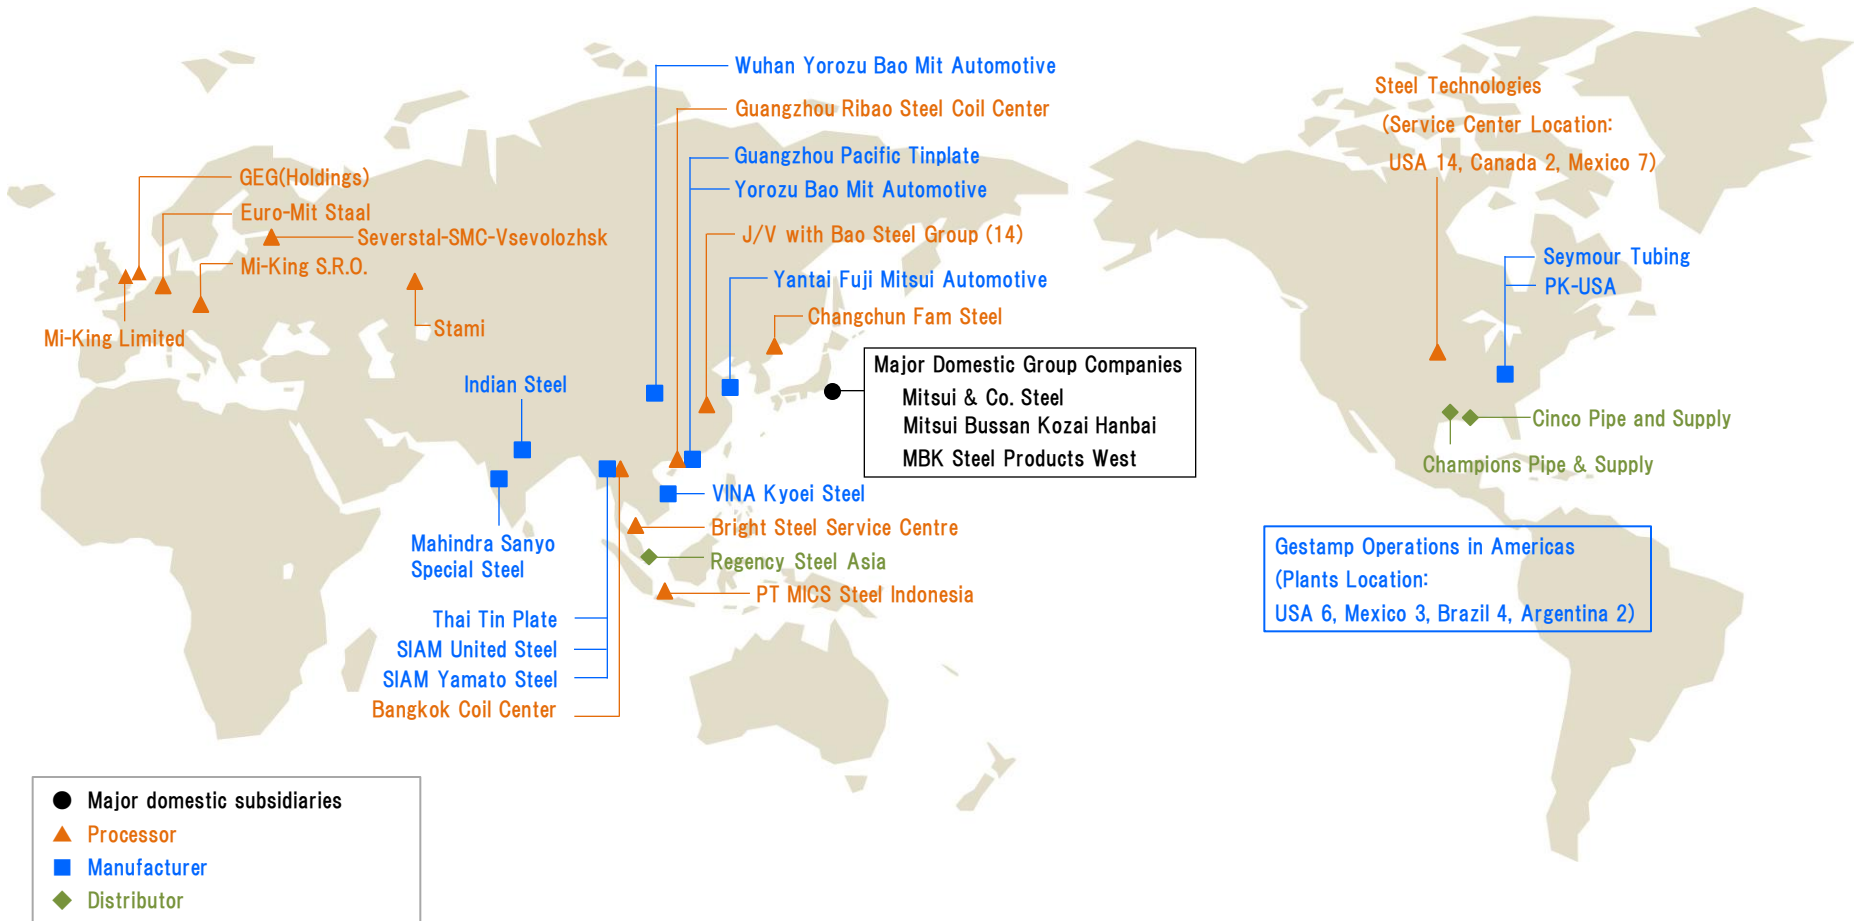 Wuhan Yorozu Bao Mit Automotive
Guangzhou Ribao Steel Coil Center
Guangzhou Pacific Tinplate
Yorozu Bao Mit Automotive
J/V with Bao Steel Group (14)
Yantai Fuji Mitsui Automotive
Changchun Fam Steel
GEG(Holdings)
Euro-Mit Staal
Severstal-SMC-Vsevolozhsk
Mi-King S.R.O.
Mi-King Limited
Stami
Indian Steel
Mahindra Sanyo
Special Steel
Thai Tin Plate
SIAM United Steel
SIAM Yamato Steel
Bangkok Coil Center
Major Domestic Group Companies
Mitsui & Co. Steel
Mitsui Bussan Kozai Hanbai
MBK Steel Products West
VINA Kyoei Steel
Bright Steel Service Centre
Regency Steel Asia
PT MICS Steel Indonesia
Steel Technologies
(Service Center Location:
USA 14, Canada 2, Mexico 7)
Seymour Tubing
PK-USA
Cinco Pipe and Supply
Champions Pipe & Supply
Gestamp Operations in Americas
(Plants Location:
USA 6, Mexico 3, Brazil 4, Argentina 2)
Major domestic subsidiaries
Processor
Manufacturer
Distributor